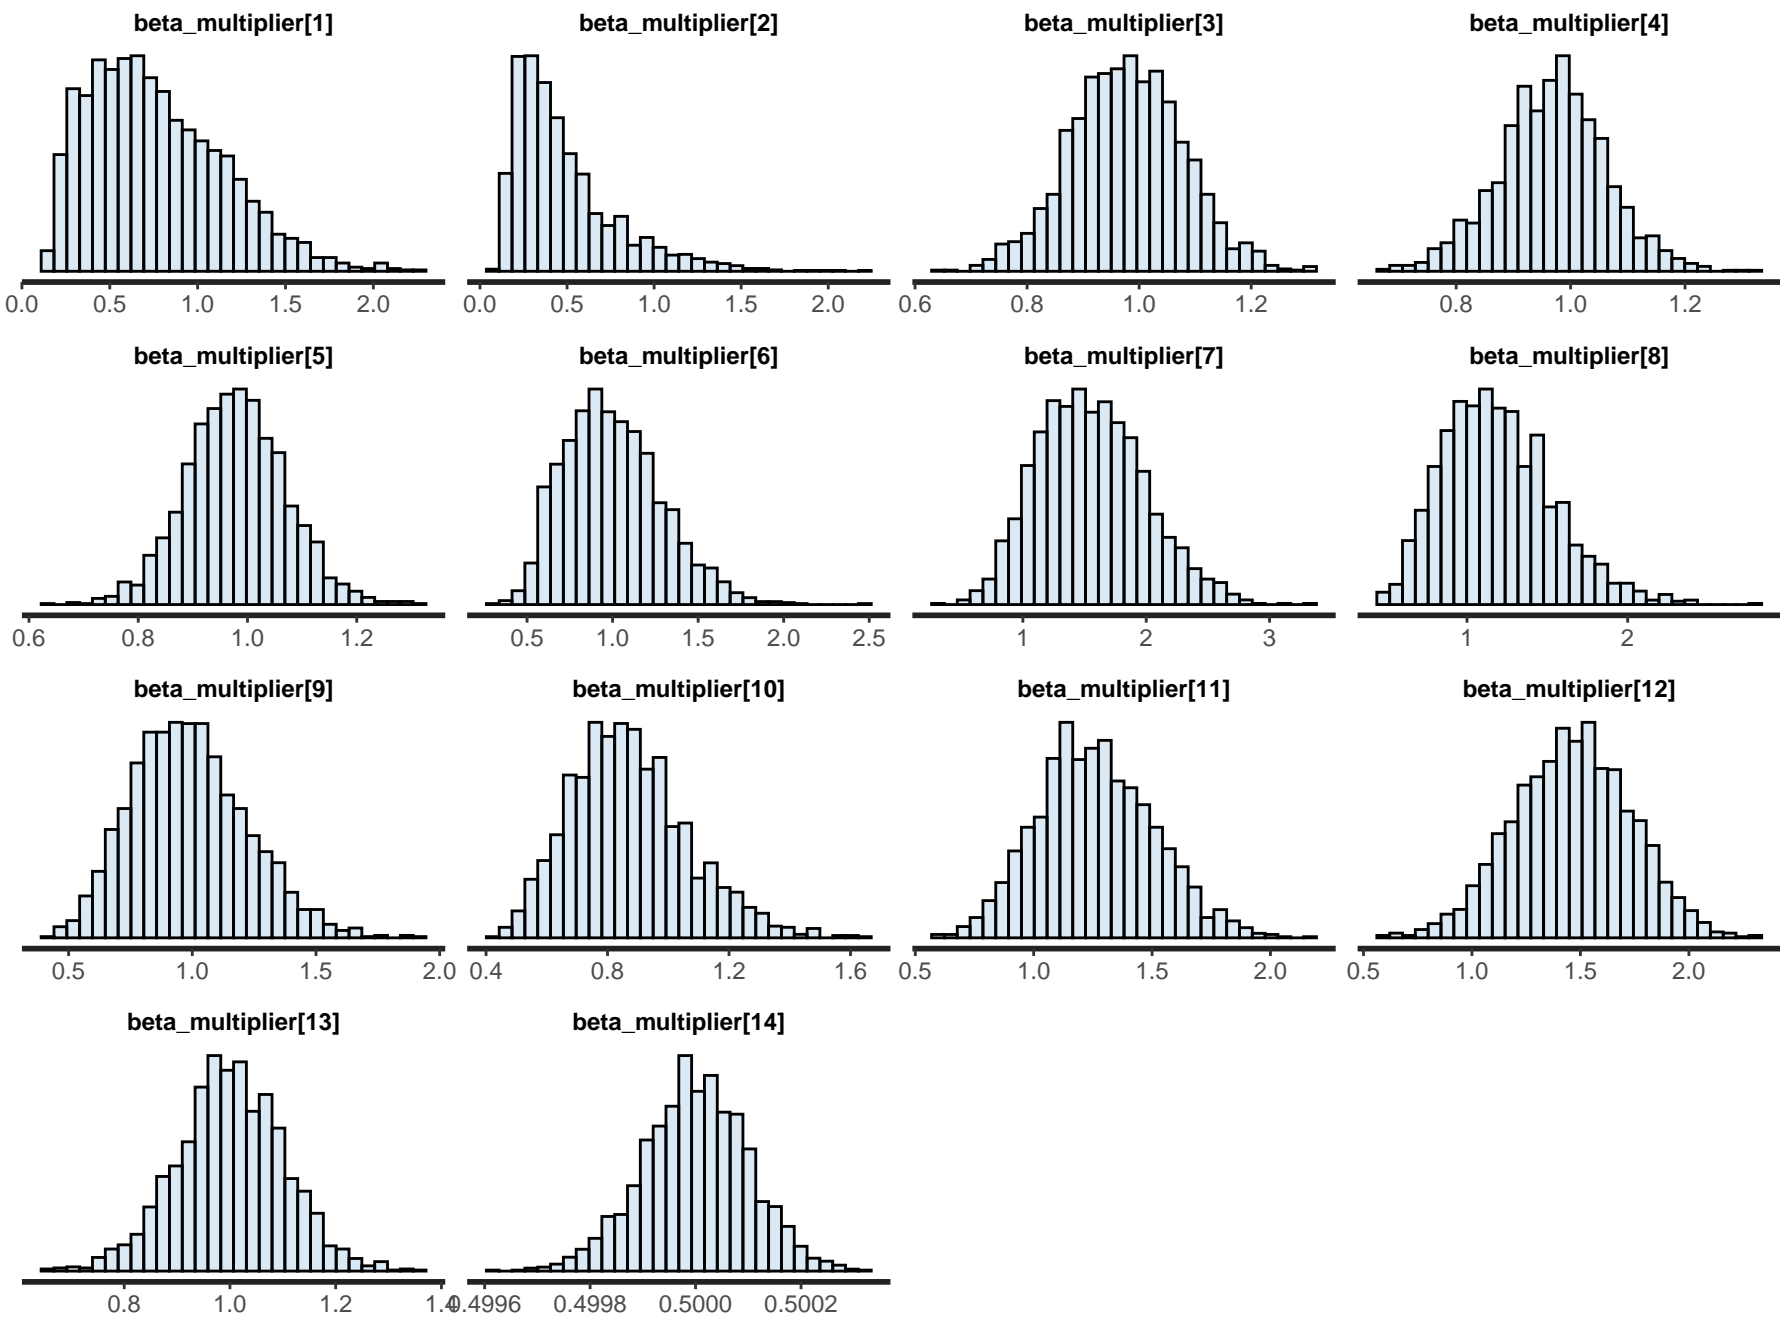 beta_multiplier[1] beta_multiplier[2] beta_multiplier[3] beta_multiplier[4]
0.0 0.5 1.0 1.5 2.0 0.0 0.5 1.0 1.5 2.0 0.6 0.8 1.0 1.2 0.8 1.0 1.2
beta_multiplier[5] beta_multiplier[6] beta_multiplier[7] beta_multiplier[8]
0.6 0.8 1.0 1.2 0.5 1.0 1.5 2.0 2.5 1 2 3 1 2
beta_multiplier[9] beta_multiplier[10] beta_multiplier[11] beta_multiplier[12]
0.5 1.0 1.5 2.0 0.4 0.8 1.2 1.6 0.5 1.0 1.5 2.0 0.5 1.0 1.5 2.0
beta_multiplier[13] beta_multiplier[14]
0.8 1.0 1.2 1.4 0.4996 0.4998 0.5000 0.5002